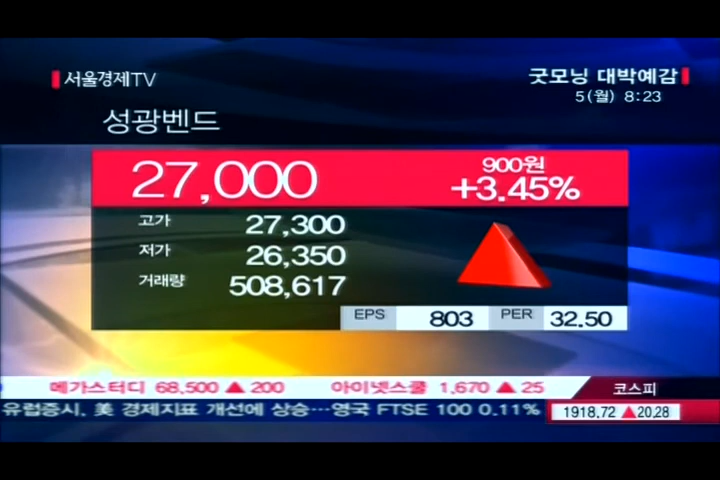 서울경제TV
굿모닝 대박예감
5(월) 8:23
성광벤드
27,000
900원
+3.45%
고가 27,300
저가 26,350
거래량 508,617
EPS 803 PER 32.50
메가스터디 68,500 ▲ 200 아이넷스쿨 1,670 ▲ 25 코스피
유럽증시, 美 경제지표 개선에 상승…영국 FTSE 100 0.11% 1918.72 ▲20.28